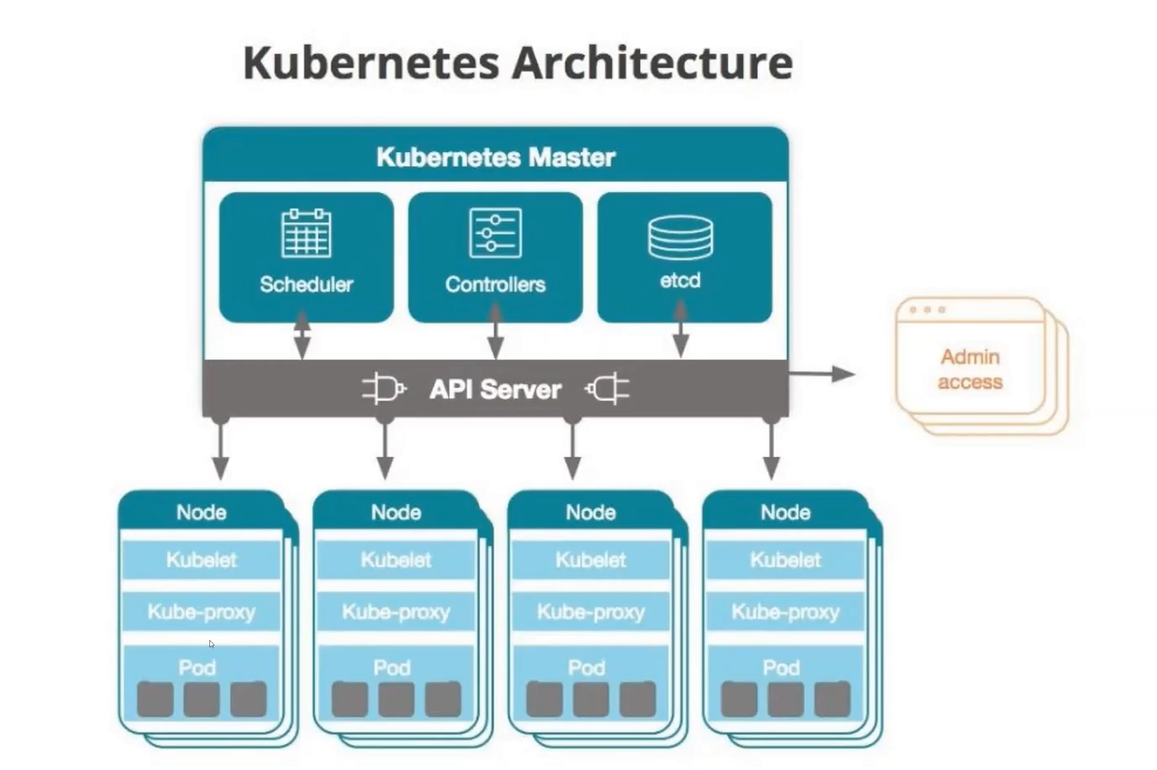 Kubernetes Architecture
Kubernetes Master
Scheduler
Controllers
etcd
API Server
Admin
access
Node
Kubelet
Kube-proxy
Pod
Node
Kubelet
Kube-proxy
Pod
Node
Kubelet
Kube-proxy
Pod
Node
Kubelet
Kube-proxy
Pod